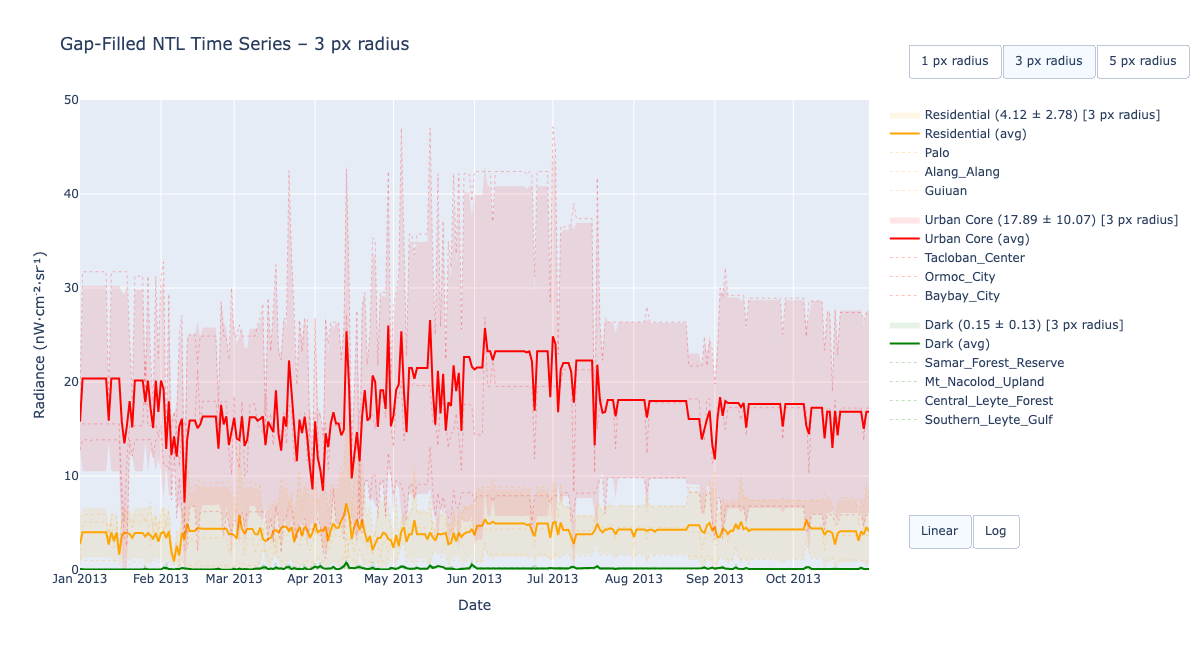 Gap-Filled NTL Time Series – 3 px radius
1 px radius
3 px radius
5 px radius
Residential (4.12 ± 2.78) [3 px radius]
Residential (avg)
Palo
Alang_Alang
Guiuan
Urban Core (17.89 ± 10.07) [3 px radius]
Urban Core (avg)
Tacloban_Center
Ormoc_City
Baybay_City
Dark (0.15 ± 0.13) [3 px radius]
Dark (avg)
Samar_Forest_Reserve
Mt_Nacolod_Upland
Central_Leyte_Forest
Southern_Leyte_Gulf
Linear
Log
Radiance (nW·cm⁻²·sr⁻¹)
50
40
30
20
10
0
Jan 2013
Feb 2013
Mar 2013
Apr 2013
May 2013
Jun 2013
Jul 2013
Aug 2013
Sep 2013
Oct 2013
Date